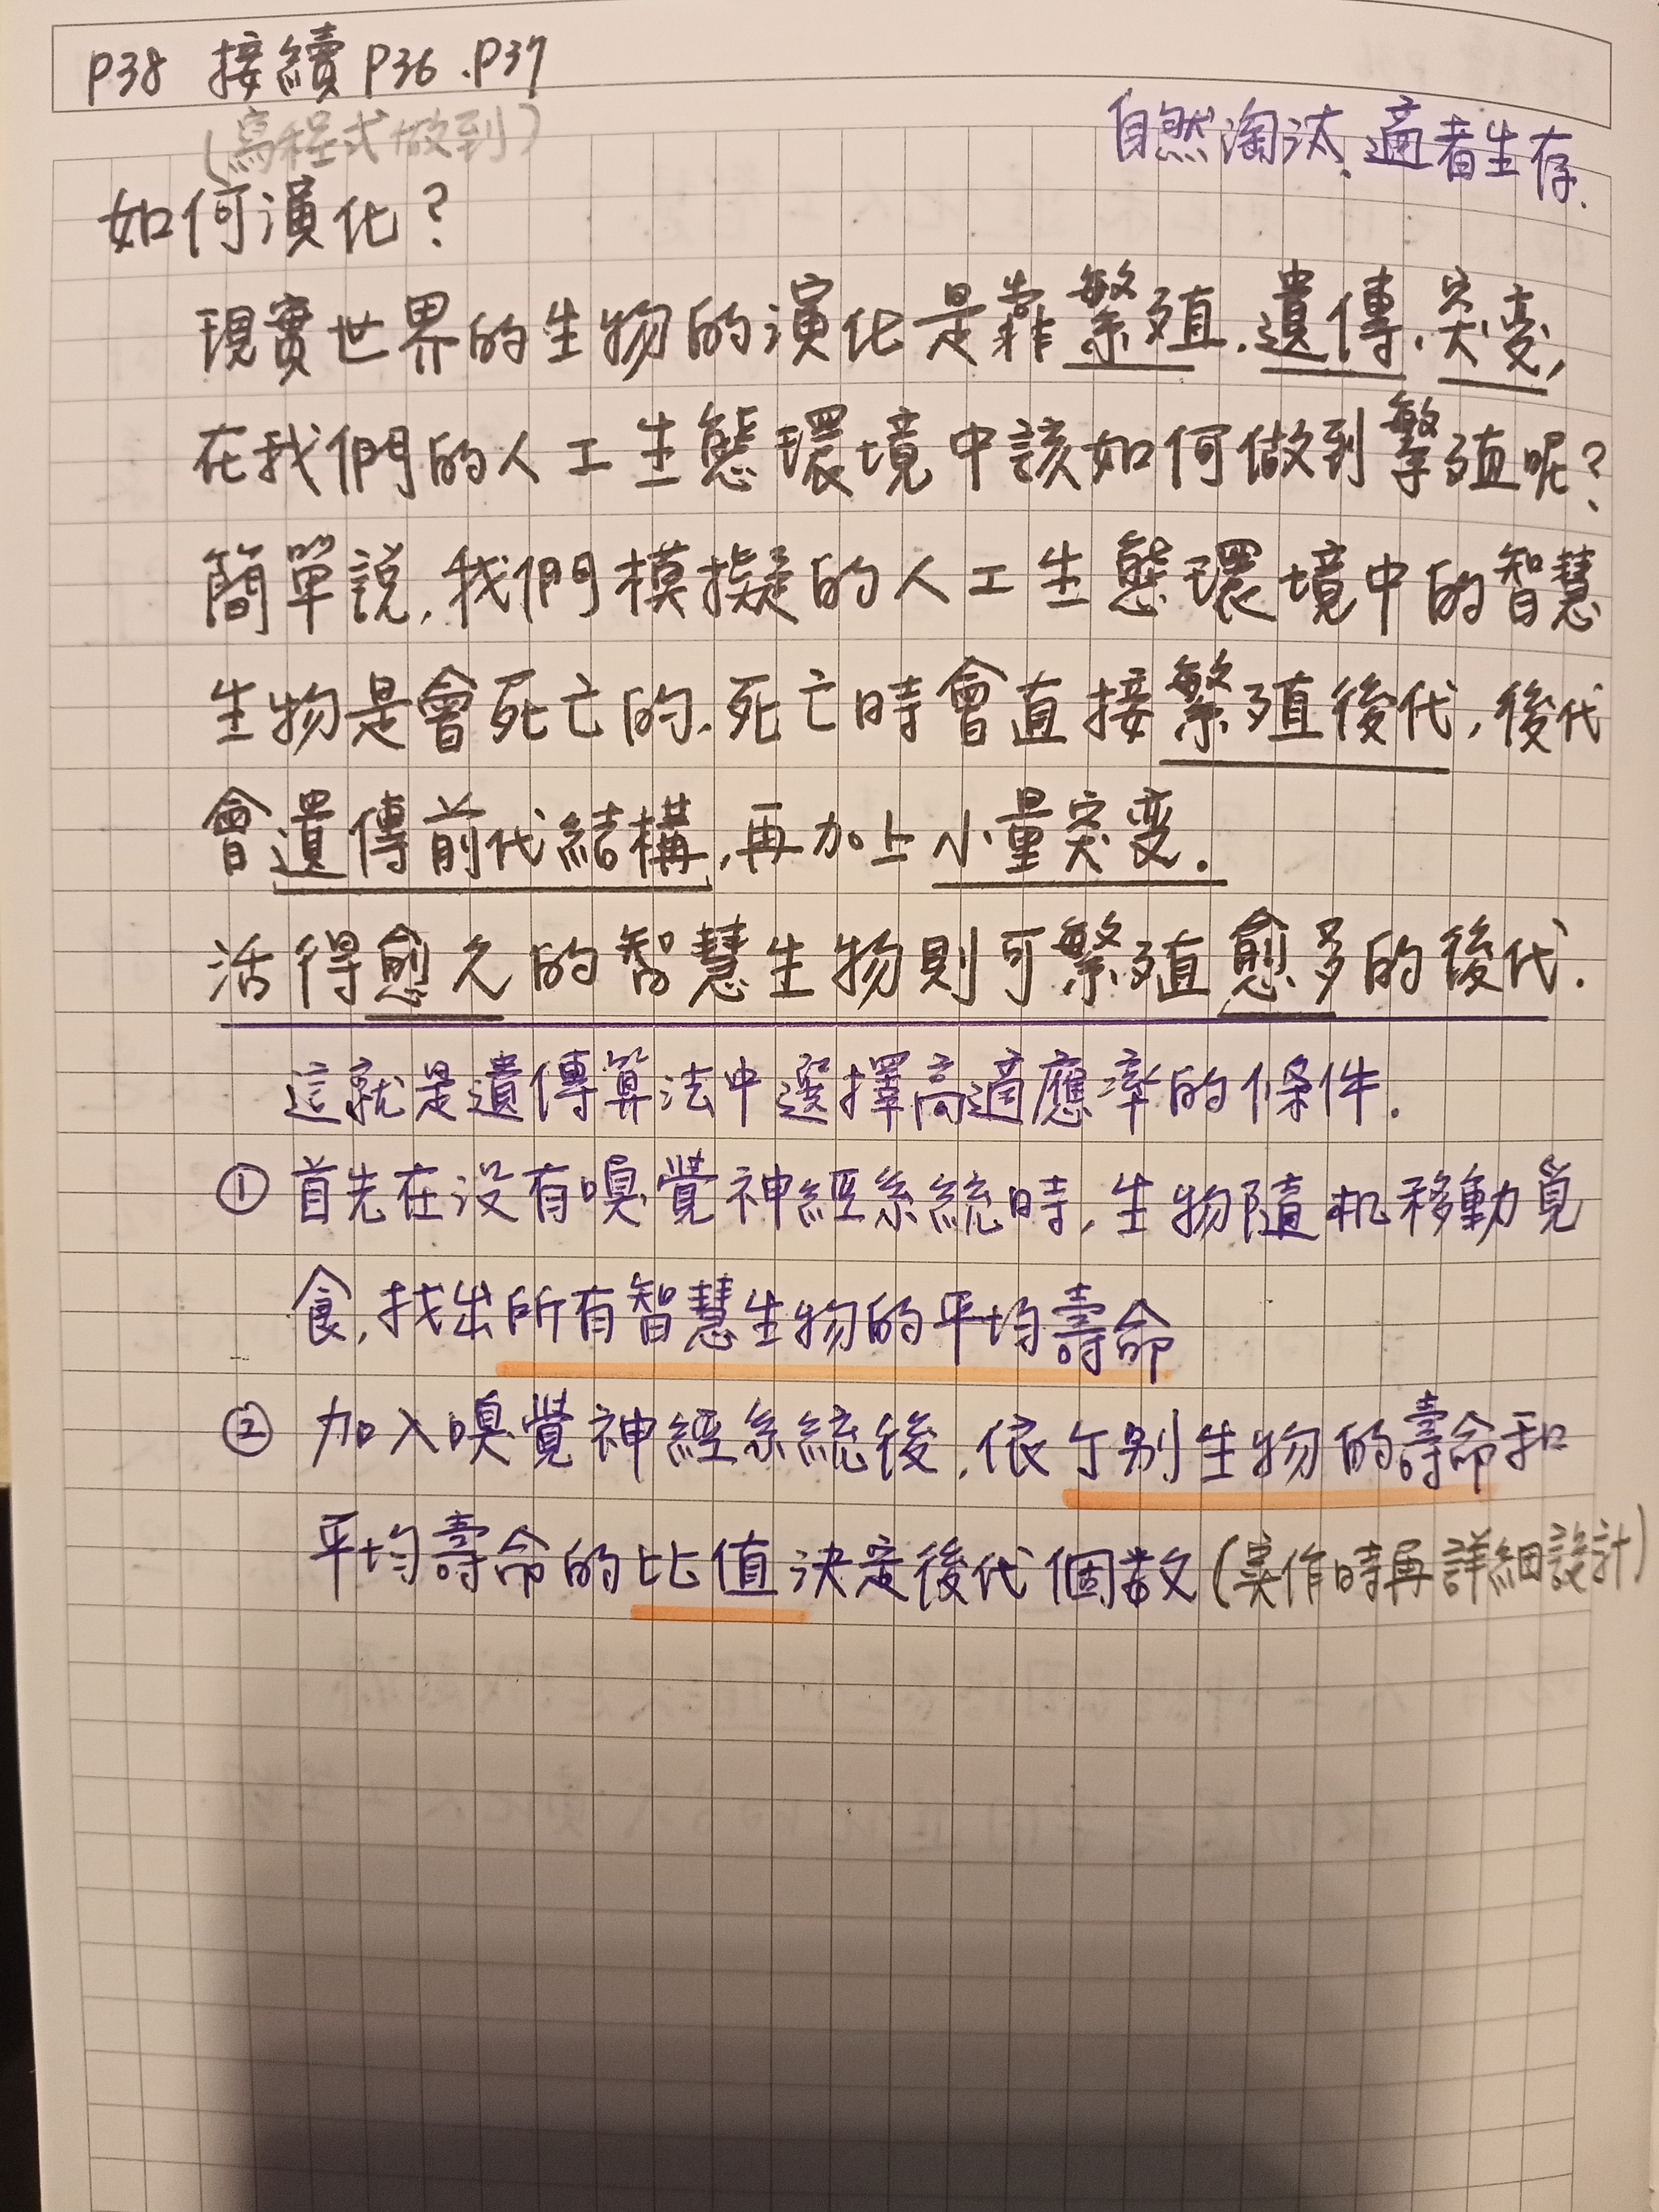 P38 接續 P36、P37
(寫程式做到)
自然淘汰、適者生存.
如何演化？
現實世界的生物的演化是靠繁殖、遺傳、突变,
在我們的人工生態環境中該如何做到繁殖呢？
簡單說,我們模擬的人工生態環境中的智慧
生物是會死亡的,死亡時會直接繁殖後代,後代
會遺傳前代結構,再加上小量突变.
活得愈久的智慧生物則可繁殖愈多的後代.
這就是遺傳算法中選擇高適應率的條件.
① 首先在沒有嗅覺神經系統時,生物隨机移動覓
食,找出所有智慧生物的平均壽命
② 加入嗅覺神經系統後,依个别生物的壽命和
平均壽命的比值決定後代個数(實作時再詳細設計)